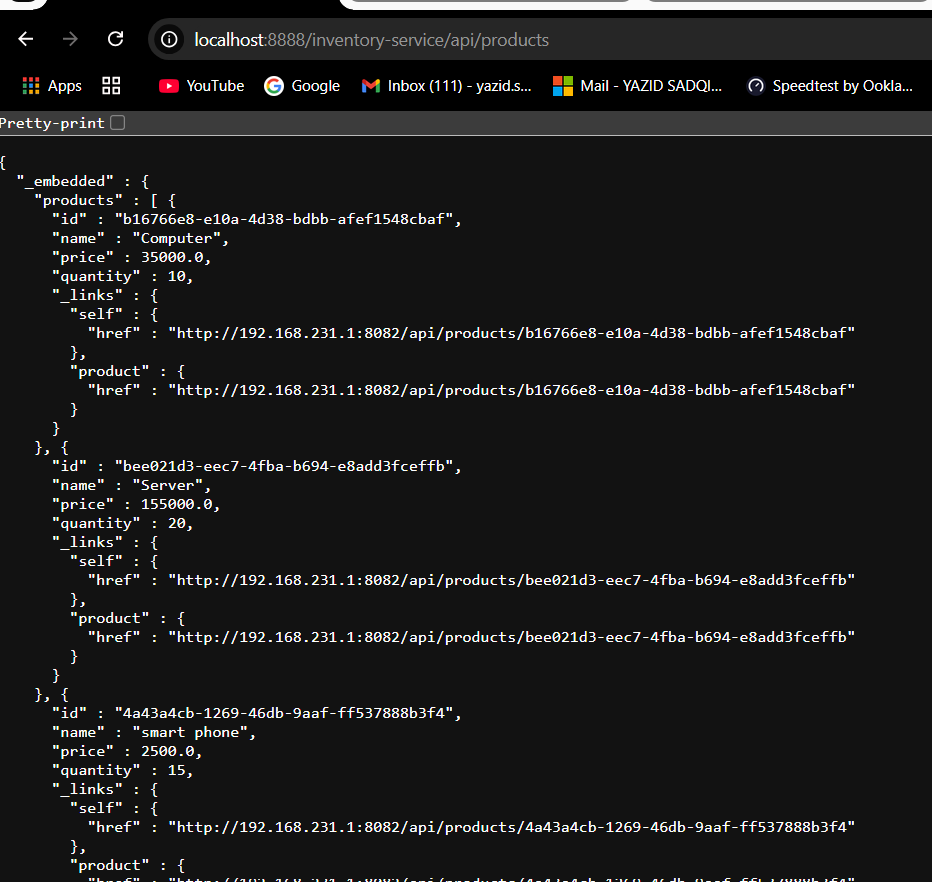 localhost:8888/inventory-service/api/products
Apps YouTube Google Inbox (111) - yazid.s... Mail - YAZID SADQI... Speedtest by Ookla...
Pretty-print
{
  "_embedded" : {
    "products" : [ {
      "id" : "b16766e8-e10a-4d38-bdbb-afef1548cbaf",
      "name" : "Computer",
      "price" : 35000.0,
      "quantity" : 10,
      "_links" : {
        "self" : {
          "href" : "http://192.168.231.1:8082/api/products/b16766e8-e10a-4d38-bdbb-afef1548cbaf"
        },
        "product" : {
          "href" : "http://192.168.231.1:8082/api/products/b16766e8-e10a-4d38-bdbb-afef1548cbaf"
        }
      }
    }, {
      "id" : "bee021d3-eec7-4fba-b694-e8add3fceffb",
      "name" : "Server",
      "price" : 155000.0,
      "quantity" : 20,
      "_links" : {
        "self" : {
          "href" : "http://192.168.231.1:8082/api/products/bee021d3-eec7-4fba-b694-e8add3fceffb"
        },
        "product" : {
          "href" : "http://192.168.231.1:8082/api/products/bee021d3-eec7-4fba-b694-e8add3fceffb"
        }
      }
    }, {
      "id" : "4a43a4cb-1269-46db-9aaf-ff537888b3f4",
      "name" : "smart phone",
      "price" : 2500.0,
      "quantity" : 15,
      "_links" : {
        "self" : {
          "href" : "http://192.168.231.1:8082/api/products/4a43a4cb-1269-46db-9aaf-ff537888b3f4"
        },
        "product" : {